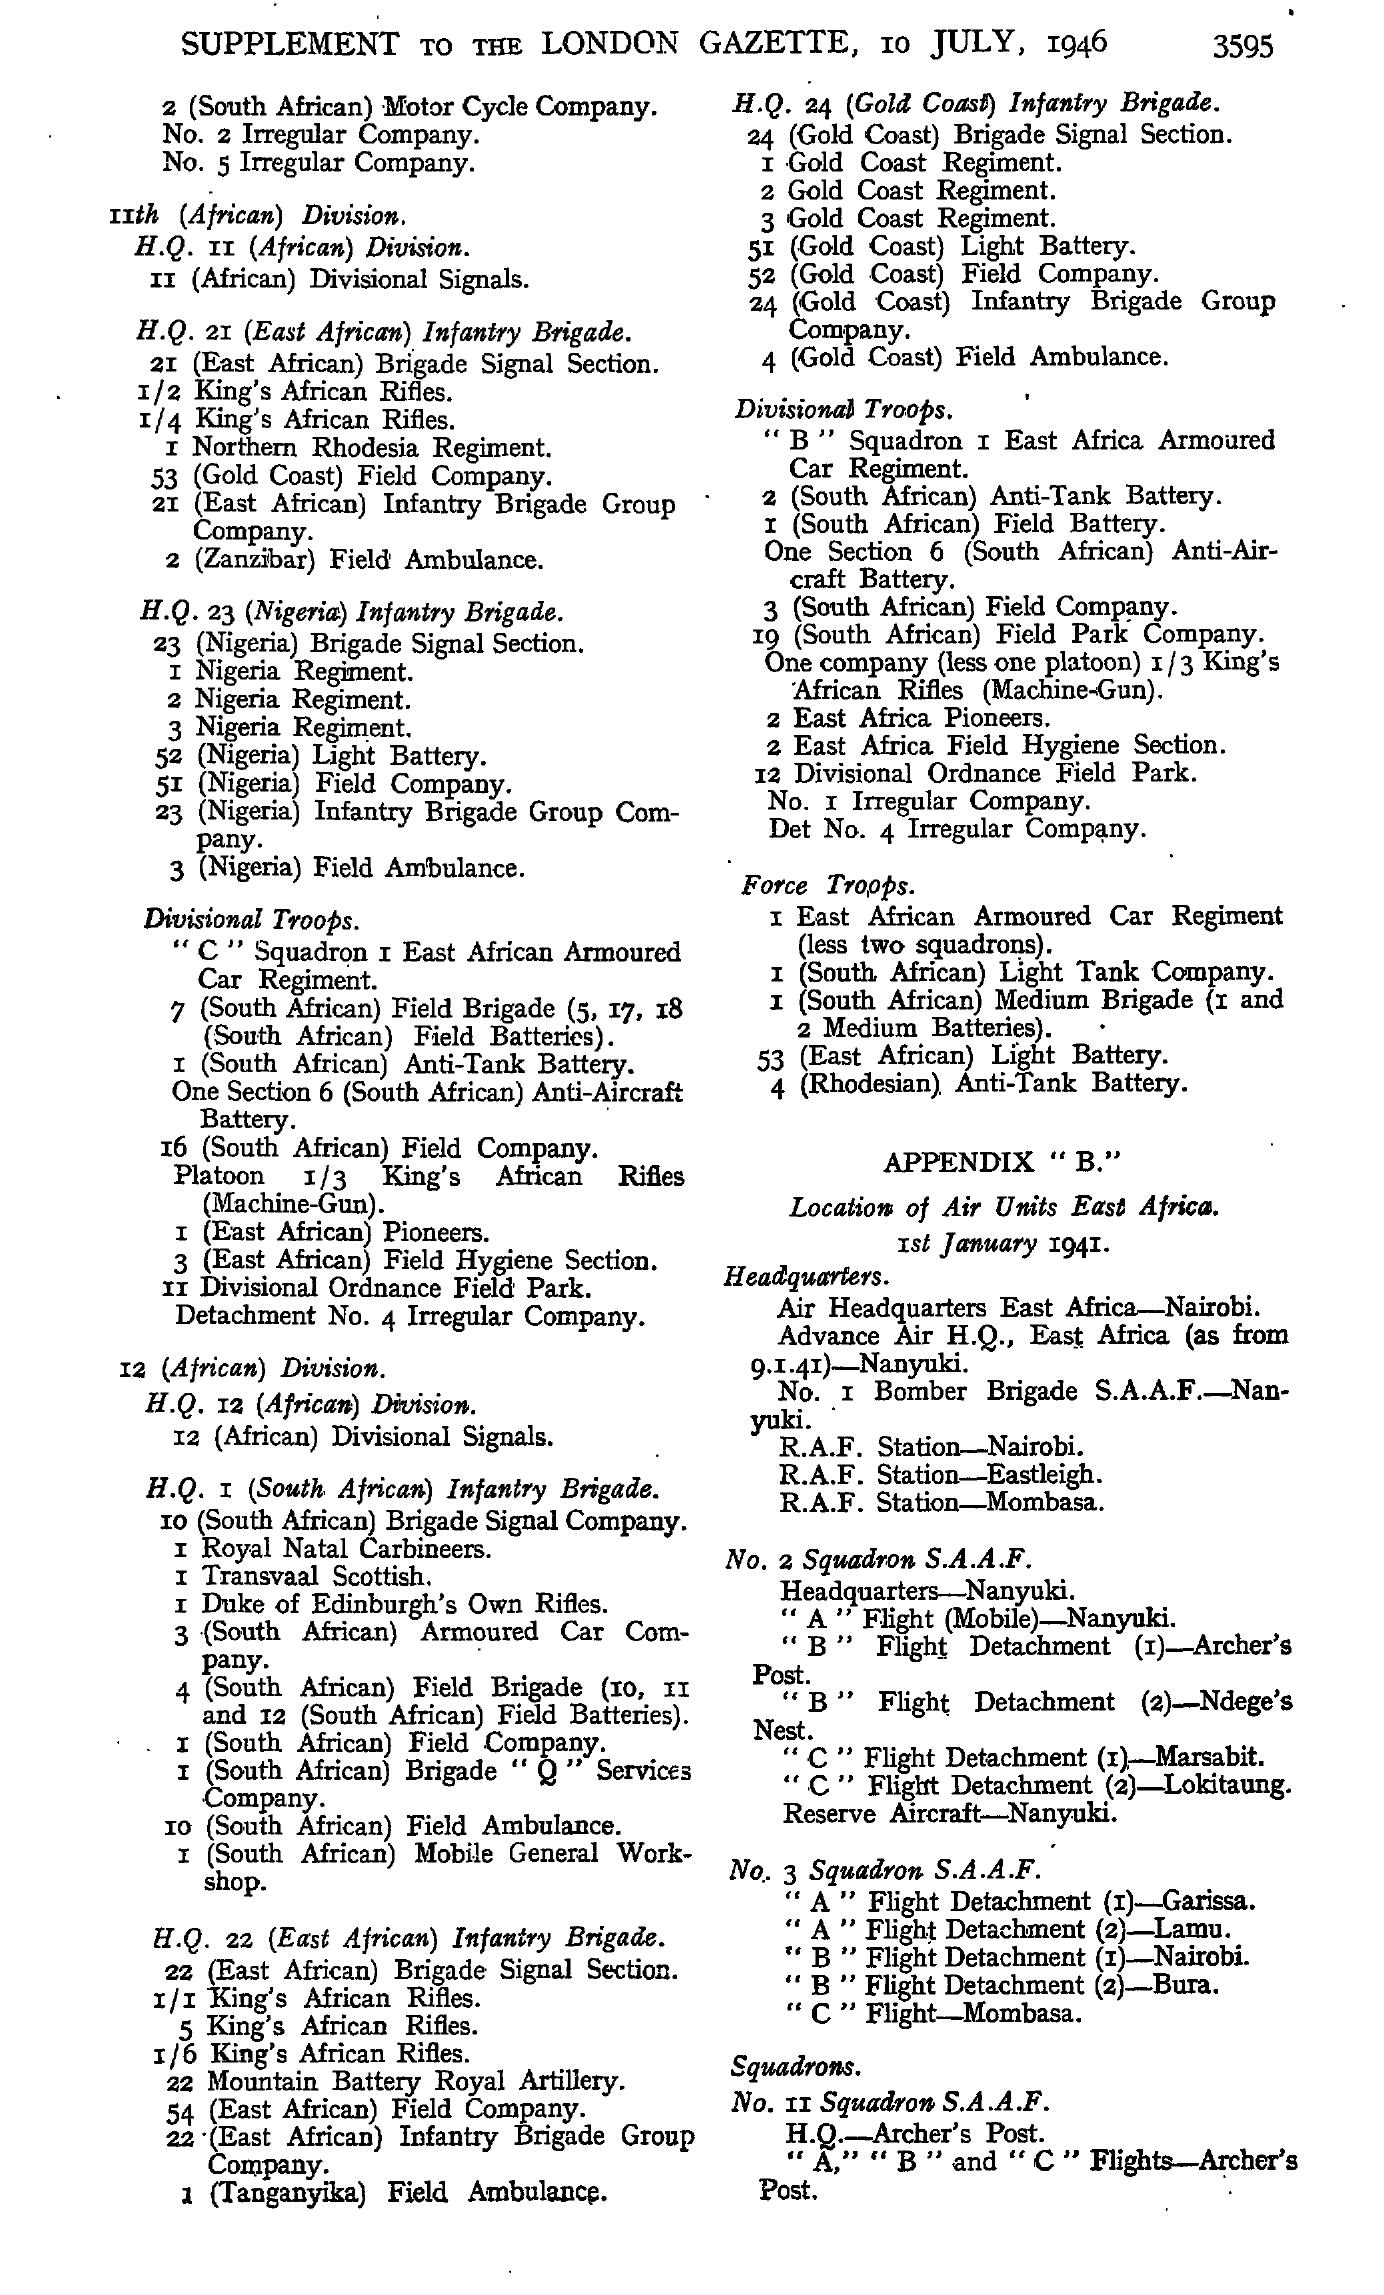 SUPPLEMENT TO THE LONDON GAZETTE, 10 JULY, 1946 3595
2 (South African) Motor Cycle Company.
No. 2 Irregular Company.
No. 5 Irregular Company.
11th (African) Division.
H.Q. 11 (African) Division.
11 (African) Divisional Signals.
H.Q. 21 (East African) Infantry Brigade.
21 (East African) Brigade Signal Section.
1/2 King's African Rifles.
1/4 King's African Rifles.
1 Northern Rhodesia Regiment.
53 (Gold Coast) Field Company.
21 (East African) Infantry Brigade Group
Company.
2 (Zanzibar) Field Ambulance.
H.Q. 23 (Nigeria) Infantry Brigade.
23 (Nigeria) Brigade Signal Section.
1 Nigeria Regiment.
2 Nigeria Regiment.
3 Nigeria Regiment.
52 (Nigeria) Light Battery.
51 (Nigeria) Field Company.
23 (Nigeria) Infantry Brigade Group Com-
pany.
3 (Nigeria) Field Ambulance.
Divisional Troops.
" C " Squadron 1 East African Armoured
Car Regiment.
7 (South African) Field Brigade (5, 17, 18
(South African) Field Batteries).
1 (South African) Anti-Tank Battery.
One Section 6 (South African) Anti-Aircraft
Battery.
16 (South African) Field Company.
Platoon 1/3 King's African Rifles
(Machine-Gun).
1 (East African) Pioneers.
3 (East African) Field Hygiene Section.
11 Divisional Ordnance Field Park.
Detachment No. 4 Irregular Company.
12 (African) Division.
H.Q. 12 (African) Division.
12 (African) Divisional Signals.
H.Q. 1 (South African) Infantry Brigade.
10 (South African) Brigade Signal Company.
1 Royal Natal Carbineers.
1 Transvaal Scottish.
1 Duke of Edinburgh's Own Rifles.
3 (South African) Armoured Car Com-
pany.
4 (South African) Field Brigade (10, 11
and 12 (South African) Field Batteries).
1 (South African) Field Company.
1 (South African) Brigade " Q " Services
Company.
10 (South African) Field Ambulance.
1 (South African) Mobile General Work-
shop.
H.Q. 22 (East African) Infantry Brigade.
22 (East African) Brigade Signal Section.
1/1 King's African Rifles.
5 King's African Rifles.
1/6 King's African Rifles.
22 Mountain Battery Royal Artillery.
54 (East African) Field Company.
22 (East African) Infantry Brigade Group
Company.
1 (Tanganyika) Field Ambulance.
H.Q. 24 (Gold Coast) Infantry Brigade.
24 (Gold Coast) Brigade Signal Section.
1 Gold Coast Regiment.
2 Gold Coast Regiment.
3 Gold Coast Regiment.
51 (Gold Coast) Light Battery.
52 (Gold Coast) Field Company.
24 (Gold Coast) Infantry Brigade Group
Company.
4 (Gold Coast) Field Ambulance.
Divisional Troops.
" B " Squadron 1 East Africa Armoured
Car Regiment.
2 (South African) Anti-Tank Battery.
1 (South African) Field Battery.
One Section 6 (South African) Anti-Air-
craft Battery.
3 (South African) Field Company.
19 (South African) Field Park Company.
One company (less one platoon) 1/3 King's
African Rifles (Machine-Gun).
2 East Africa Pioneers.
2 East Africa Field Hygiene Section.
12 Divisional Ordnance Field Park.
No. 1 Irregular Company.
Det No. 4 Irregular Company.
Force Troops.
1 East African Armoured Car Regiment
(less two squadrons).
1 (South African) Light Tank Company.
1 (South African) Medium Brigade (1 and
2 Medium Batteries).
53 (East African) Light Battery.
4 (Rhodesian) Anti-Tank Battery.
APPENDIX " B."
Location of Air Units East Africa.
1st January 1941.
Headquarters.
Air Headquarters East Africa—Nairobi.
Advance Air H.Q., East Africa (as from
9.1.41)—Nanyuki.
No. 1 Bomber Brigade S.A.A.F.—Nan-
yuki.
R.A.F. Station—Nairobi.
R.A.F. Station—Eastleigh.
R.A.F. Station—Mombasa.
No. 2 Squadron S.A.A.F.
Headquarters—Nanyuki.
" A " Flight (Mobile)—Nanyuki.
" B " Flight Detachment (1)—Archer's
Post.
" B " Flight Detachment (2)—Ndege's
Nest.
" C " Flight Detachment (1)—Marsabit.
" C " Flight Detachment (2)—Lokitaung.
Reserve Aircraft—Nanyuki.
No. 3 Squadron S.A.A.F.
" A " Flight Detachment (1)—Garissa.
" A " Flight Detachment (2)—Lamu.
" B " Flight Detachment (1)—Nairobi.
" B " Flight Detachment (2)—Bura.
" C " Flight—Mombasa.
Squadrons.
No. 11 Squadron S.A.A.F.
H.Q.—Archer's Post.
" A," " B " and " C " Flights—Archer's
Post.